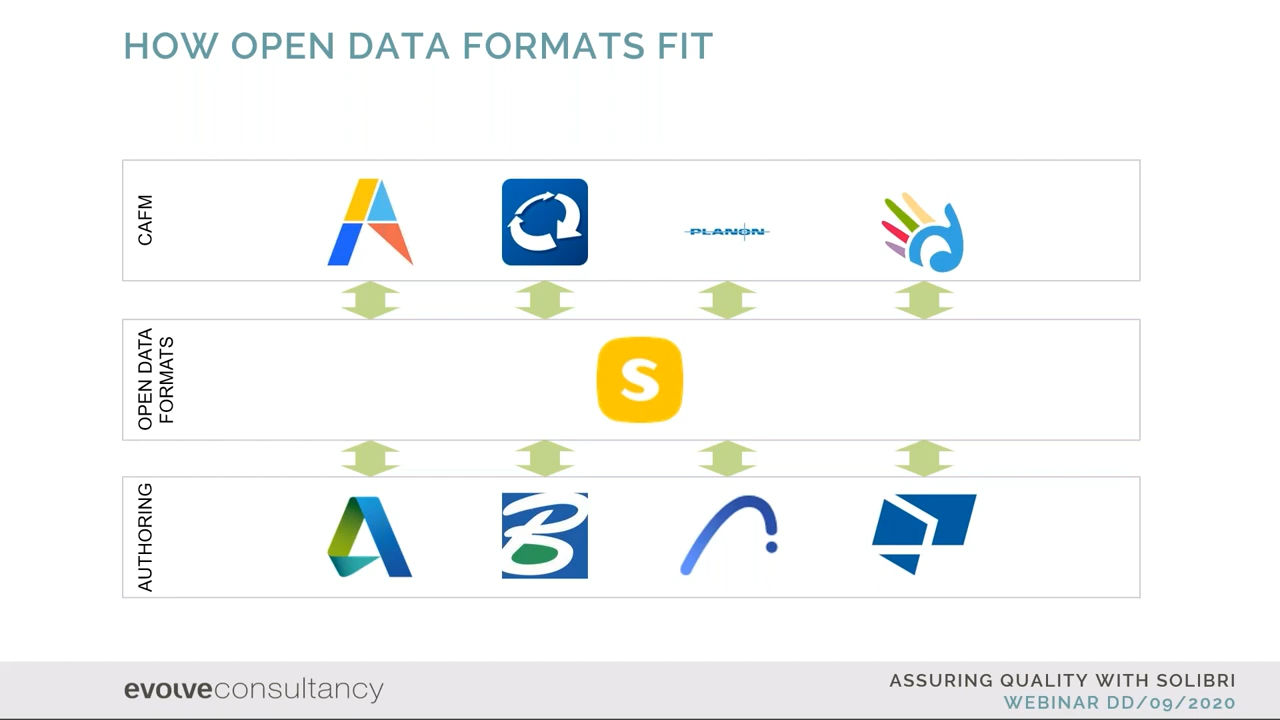 HOW OPEN DATA FORMATS FIT
CAFM
PLANON
OPEN DATA
FORMATS
S
AUTHORING
B
evolveconsultancy
ASSURING QUALITY WITH SOLIBRI
WEBINAR DD/09/2020